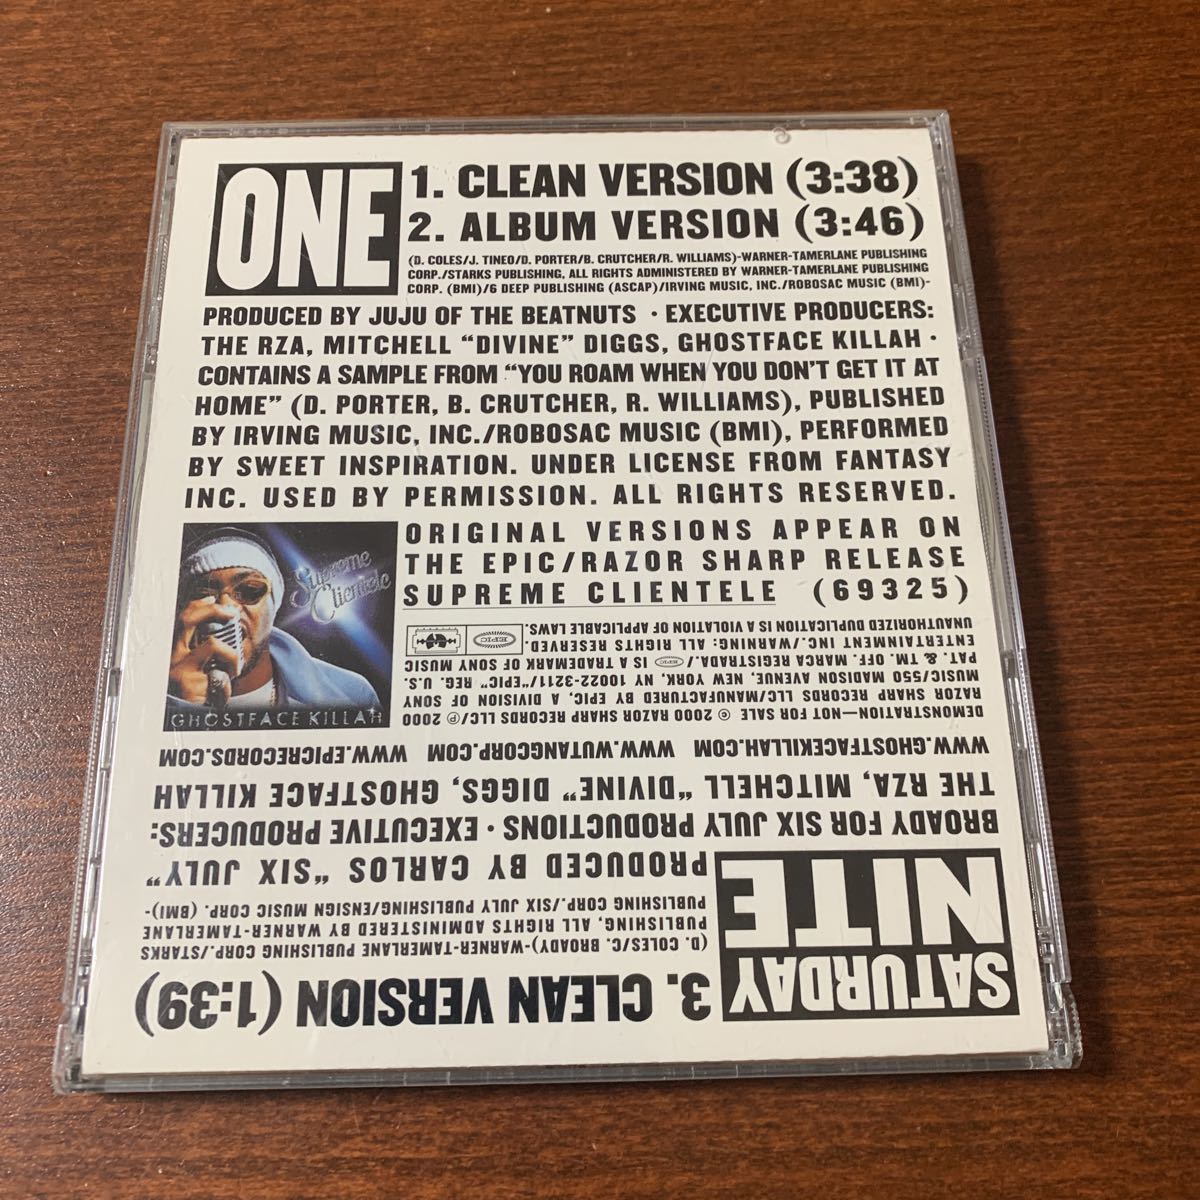 ONE
1. CLEAN VERSION (3:38)
2. ALBUM VERSION (3:46)
(D. COLES/J. TINEO/D. PORTER/B. CRUTCHER/R. WILLIAMS)-WARNER-TAMERLANE PUBLISHING
CORP./STARKS PUBLISHING, ALL RIGHTS ADMINISTERED BY WARNER-TAMERLANE PUBLISHING
CORP. (BMI)/6 DEEP PUBLISHING (ASCAP)/IRVING MUSIC, INC./ROBOSAC MUSIC (BMI)-
PRODUCED BY JUJU OF THE BEATNUTS · EXECUTIVE PRODUCERS:
THE RZA, MITCHELL “DIVINE” DIGGS, GHOSTFACE KILLAH ·
CONTAINS A SAMPLE FROM “YOU ROAM WHEN YOU DON'T GET IT AT
HOME” (D. PORTER, B. CRUTCHER, R. WILLIAMS), PUBLISHED
BY IRVING MUSIC, INC./ROBOSAC MUSIC (BMI), PERFORMED
BY SWEET INSPIRATION. UNDER LICENSE FROM FANTASY
INC. USED BY PERMISSION. ALL RIGHTS RESERVED.
ORIGINAL VERSIONS APPEAR ON
THE EPIC/RAZOR SHARP RELEASE
SUPREME CLIENTELE (69325)
Supreme
Clientele
GHOSTFACE KILLAH
SATURDAY
NITE
3. CLEAN VERSION (1:39)
(D. COLES/C. BROADY)-WARNER-TAMERLANE PUBLISHING CORP./STARKS
PUBLISHING, ALL RIGHTS ADMINISTERED BY WARNER-TAMERLANE
PUBLISHING CORP./SIX JULY PUBLISHING/ENSIGN MUSIC CORP. (BMI)-
PRODUCED BY CARLOS “SIX JULY”
BROADY FOR SIX JULY PRODUCTIONS · EXECUTIVE PRODUCERS:
THE RZA, MITCHELL “DIVINE” DIGGS, GHOSTFACE KILLAH
WWW.GHOSTFACEKILLAH.COM WWW.WUTANGCORP.COM WWW.EPICRECORDS.COM
DEMONSTRATION—NOT FOR SALE © 2000 RAZOR SHARP RECORDS LLC/℗ 2000
RAZOR SHARP RECORDS LLC/MANUFACTURED BY EPIC, A DIVISION OF SONY
MUSIC/550 MADISON AVENUE, NEW YORK, NY 10022-3211/"EPIC" REG. U.S.
PAT. & TM. OFF. MARCA REGISTRADA./EPIC IS A TRADEMARK OF SONY MUSIC
ENTERTAINMENT INC./WARNING: ALL RIGHTS RESERVED.
UNAUTHORIZED DUPLICATION IS A VIOLATION OF APPLICABLE LAWS.
EPIC